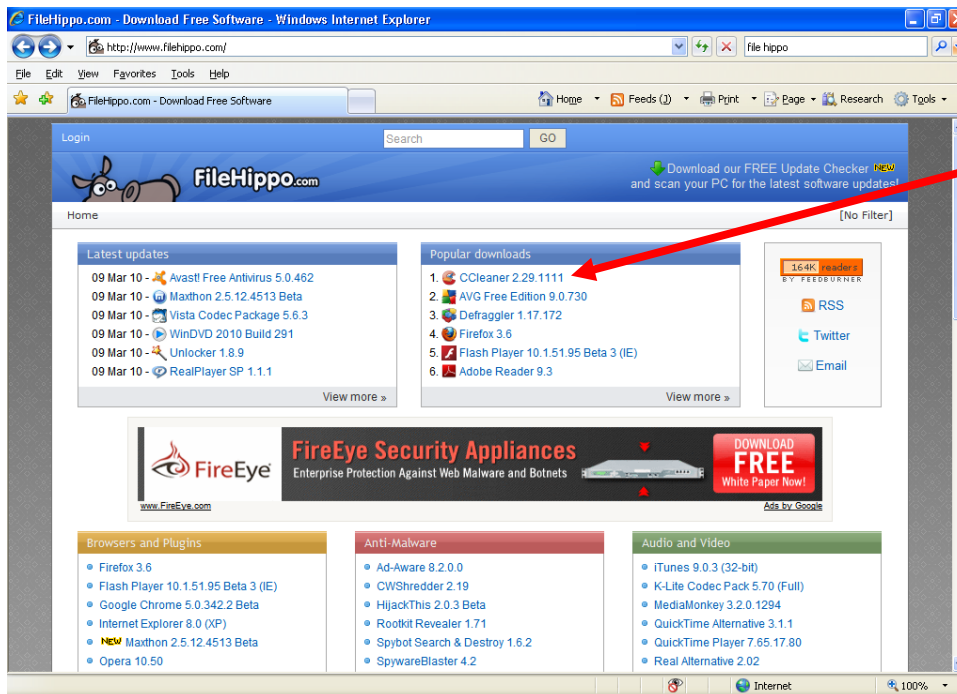 FileHippo.com - Download Free Software - Windows Internet Explorer
http://www.filehippo.com/
file hippo
File Edit View Favorites Tools Help
FileHippo.com - Download Free Software
Home Feeds (J) Print Page Research Tools
Login Search GO
FileHippo.com
Download our FREE Update Checker NEW
and scan your PC for the latest software updates!
Home [No Filter]
Latest updates
09 Mar 10 - Avast! Free Antivirus 5.0.462
09 Mar 10 - Maxthon 2.5.12.4513 Beta
09 Mar 10 - Vista Codec Package 5.6.3
09 Mar 10 - WinDVD 2010 Build 291
09 Mar 10 - Unlocker 1.8.9
09 Mar 10 - RealPlayer SP 1.1.1
View more »
Popular downloads
1. CCleaner 2.29.1111
2. AVG Free Edition 9.0.730
3. Defraggler 1.17.172
4. Firefox 3.6
5. Flash Player 10.1.51.95 Beta 3 (IE)
6. Adobe Reader 9.3
View more »
164K readers
BY FEEDBURNER
RSS
Twitter
Email
FireEye
www.FireEye.com
FireEye Security Appliances
Enterprise Protection Against Web Malware and Botnets
DOWNLOAD
FREE
White Paper Now!
Ads by Google
Browsers and Plugins
Firefox 3.6
Flash Player 10.1.51.95 Beta 3 (IE)
Google Chrome 5.0.342.2 Beta
Internet Explorer 8.0 (XP)
NEW Maxthon 2.5.12.4513 Beta
Opera 10.50
Anti-Malware
Ad-Aware 8.2.0.0
CWShredder 2.19
HijackThis 2.0.3 Beta
Rootkit Revealer 1.71
Spybot Search & Destroy 1.6.2
SpywareBlaster 4.2
Audio and Video
iTunes 9.0.3 (32-bit)
K-Lite Codec Pack 5.70 (Full)
MediaMonkey 3.2.0.1294
QuickTime Alternative 3.1.1
QuickTime Player 7.65.17.80
Real Alternative 2.02
Internet 100%